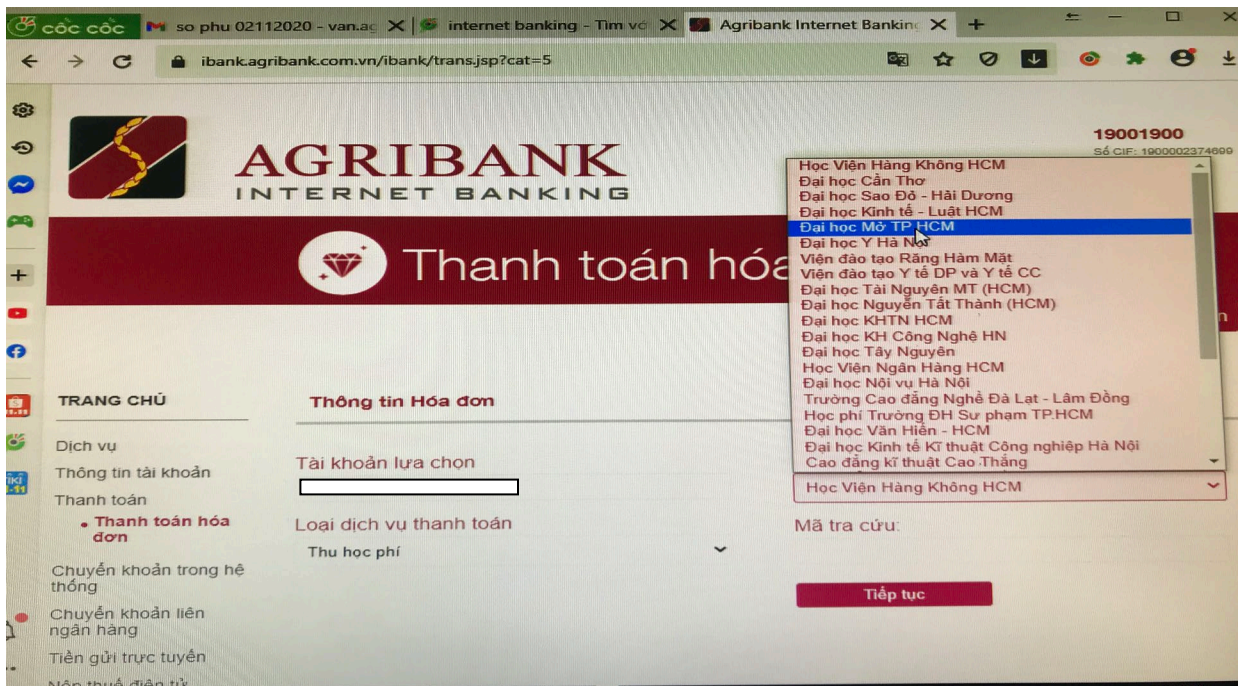 cốc cốc
so phu 02112020 - van.ag
internet banking - Tìm vớ
Agribank Internet Banking
ibank.agribank.com.vn/ibank/trans.jsp?cat=5
AGRIBANK
INTERNET BANKING
19001900
Số CIF: 1900002374699
Thanh toán hóa
Học Viện Hàng Không HCM
Đại học Cần Thơ
Đại học Sao Đỏ - Hải Dương
Đại học Kinh tế - Luật HCM
Đại học Mở TP.HCM
Đại học Y Hà Nội
Viện đào tạo Răng Hàm Mặt
Viện đào tạo Y tế DP và Y tế CC
Đại học Tài Nguyên MT (HCM)
Đại học Nguyễn Tất Thành (HCM)
Đại học KHTN HCM
Đại học KH Công Nghệ HN
Đại học Tây Nguyên
Học Viện Ngân Hàng HCM
Đại học Nội vụ Hà Nội
Trường Cao đẳng Nghề Đà Lạt - Lâm Đồng
Học phí Trường ĐH Sư phạm TP.HCM
Đại học Văn Hiến - HCM
Đại học Kinh tế Kĩ thuật Công nghiệp Hà Nội
Cao đẳng kĩ thuật Cao Thắng
Học Viện Hàng Không HCM
Mã tra cứu:
Tiếp tục
TRANG CHỦ
Dịch vụ
Thông tin tài khoản
Thanh toán
Thanh toán hóa
đơn
Chuyển khoản trong hệ
thống
Chuyển khoản liên
ngân hàng
Tiền gửi trực tuyến
Nộp thuế điện tử
Thông tin Hóa đơn
Tài khoản lựa chọn
Loại dịch vụ thanh toán
Thu học phí